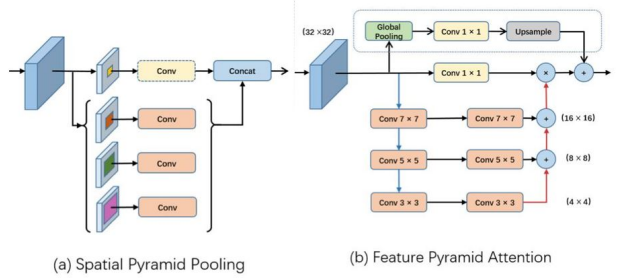 Conv
Concat
Conv
Conv
Conv
(a) Spatial Pyramid Pooling
(32 ×32)
Global
Pooling
Conv 1 × 1
Upsample
Conv 1 × 1
×
+
Conv 7 × 7
Conv 7 × 7
+
(16 × 16)
Conv 5 × 5
Conv 5 × 5
+
(8 × 8)
Conv 3 × 3
Conv 3 × 3
(4 × 4)
(b) Feature Pyramid Attention